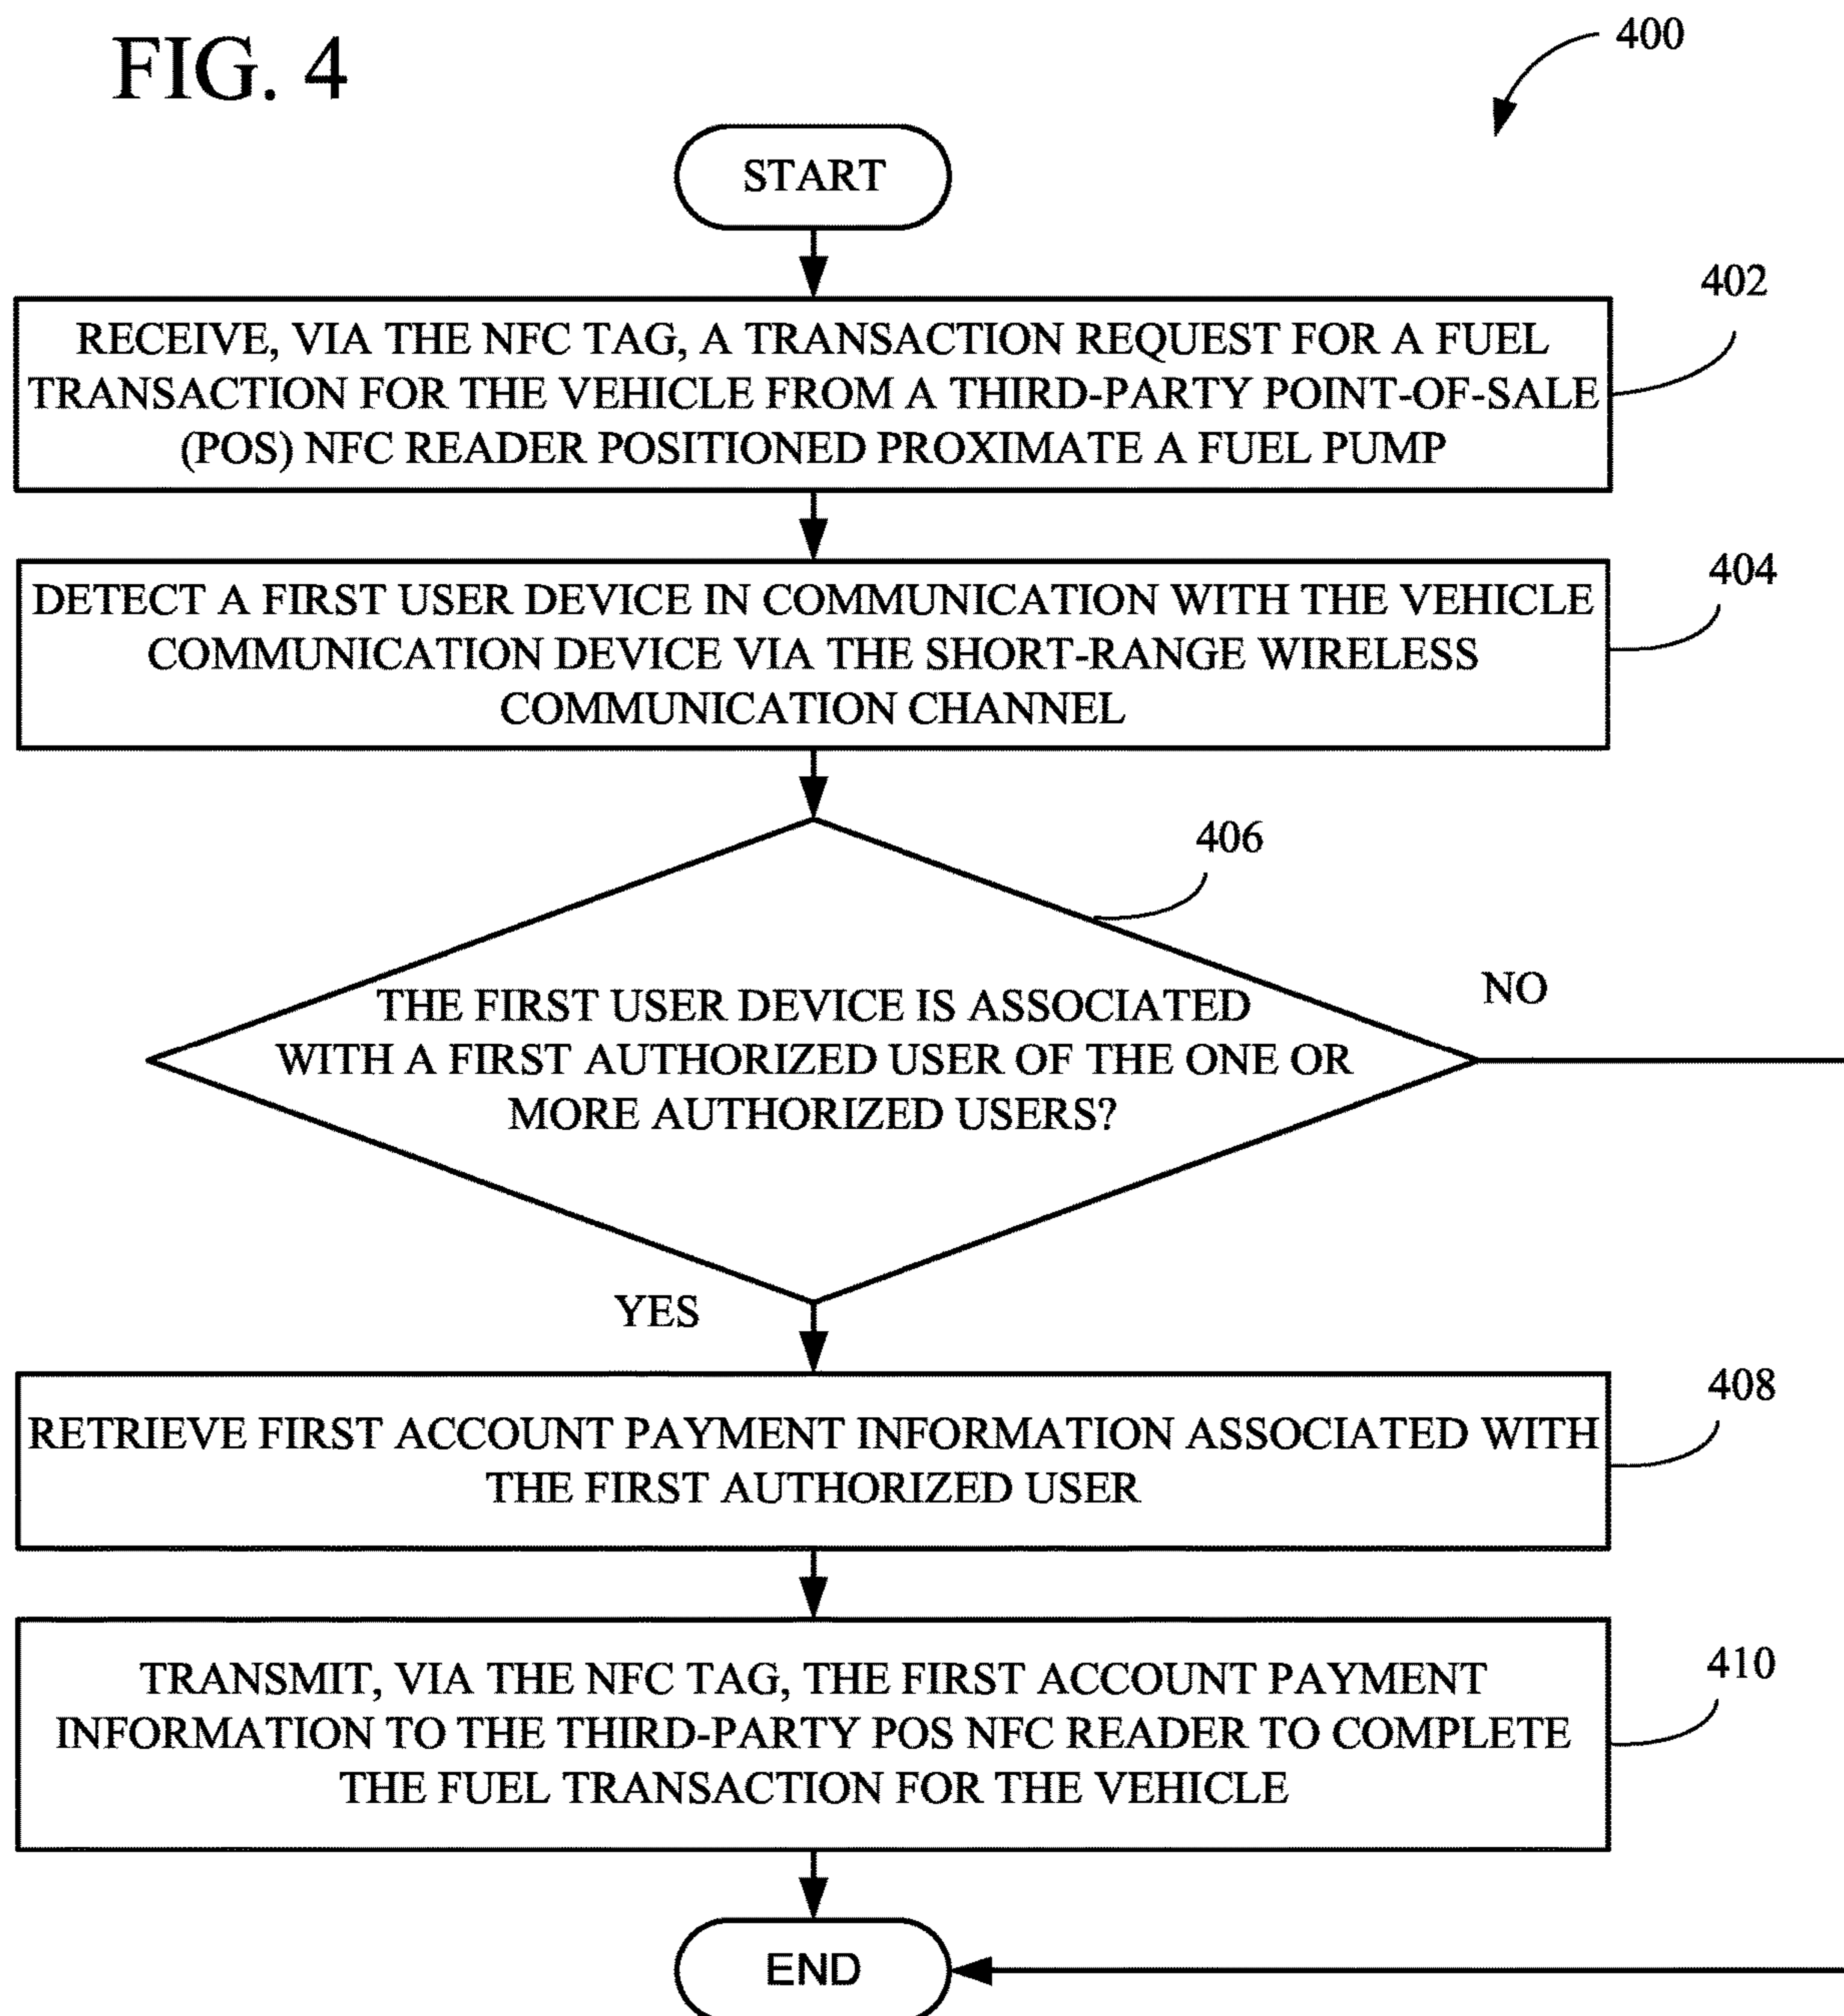 FIG. 4
400
START
402
RECEIVE, VIA THE NFC TAG, A TRANSACTION REQUEST FOR A FUEL
TRANSACTION FOR THE VEHICLE FROM A THIRD-PARTY POINT-OF-SALE
(POS) NFC READER POSITIONED PROXIMATE A FUEL PUMP
404
DETECT A FIRST USER DEVICE IN COMMUNICATION WITH THE VEHICLE
COMMUNICATION DEVICE VIA THE SHORT-RANGE WIRELESS
COMMUNICATION CHANNEL
406
NO
THE FIRST USER DEVICE IS ASSOCIATED
WITH A FIRST AUTHORIZED USER OF THE ONE OR
MORE AUTHORIZED USERS?
YES
408
RETRIEVE FIRST ACCOUNT PAYMENT INFORMATION ASSOCIATED WITH
THE FIRST AUTHORIZED USER
410
TRANSMIT, VIA THE NFC TAG, THE FIRST ACCOUNT PAYMENT
INFORMATION TO THE THIRD-PARTY POS NFC READER TO COMPLETE
THE FUEL TRANSACTION FOR THE VEHICLE
END